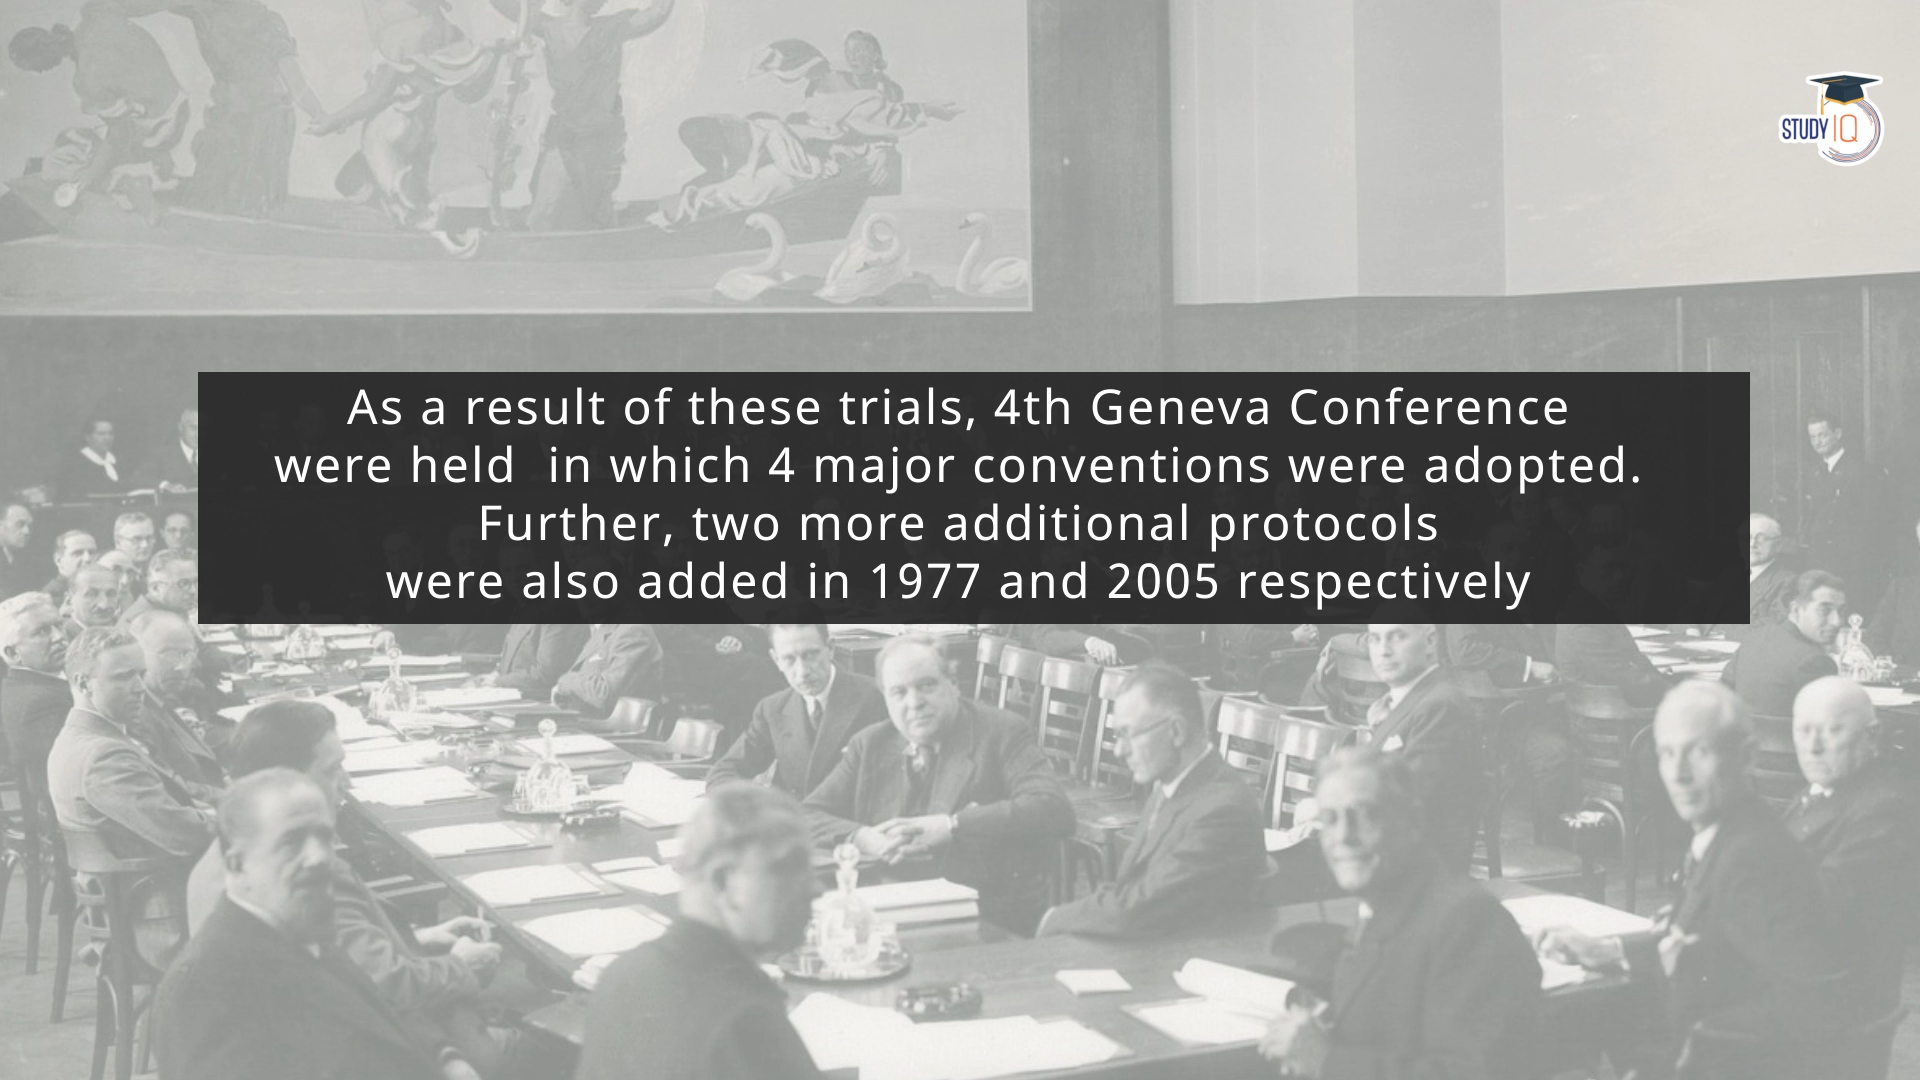 STUDY IQ
As a result of these trials, 4th Geneva Conference
were held  in which 4 major conventions were adopted.
Further, two more additional protocols
were also added in 1977 and 2005 respectively